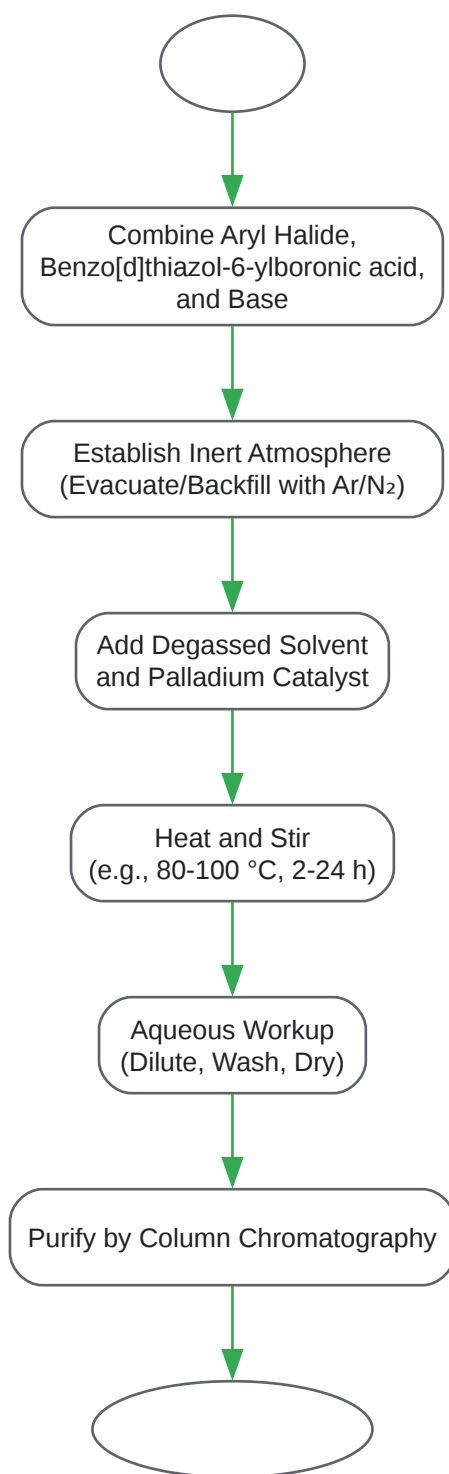 Combine Aryl Halide,
Benzo[d]thiazol-6-ylboronic acid,
and Base
Establish Inert Atmosphere
(Evacuate/Backfill with Ar/N₂)
Add Degassed Solvent
and Palladium Catalyst
Heat and Stir
(e.g., 80-100 °C, 2-24 h)
Aqueous Workup
(Dilute, Wash, Dry)
Purify by Column Chromatography